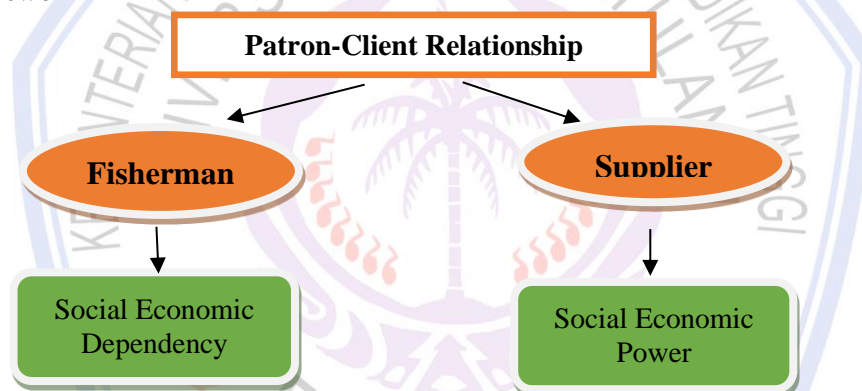 Patron-Client Relationship
Fisherman
Supplier
Social Economic
Dependency
Social Economic
Power